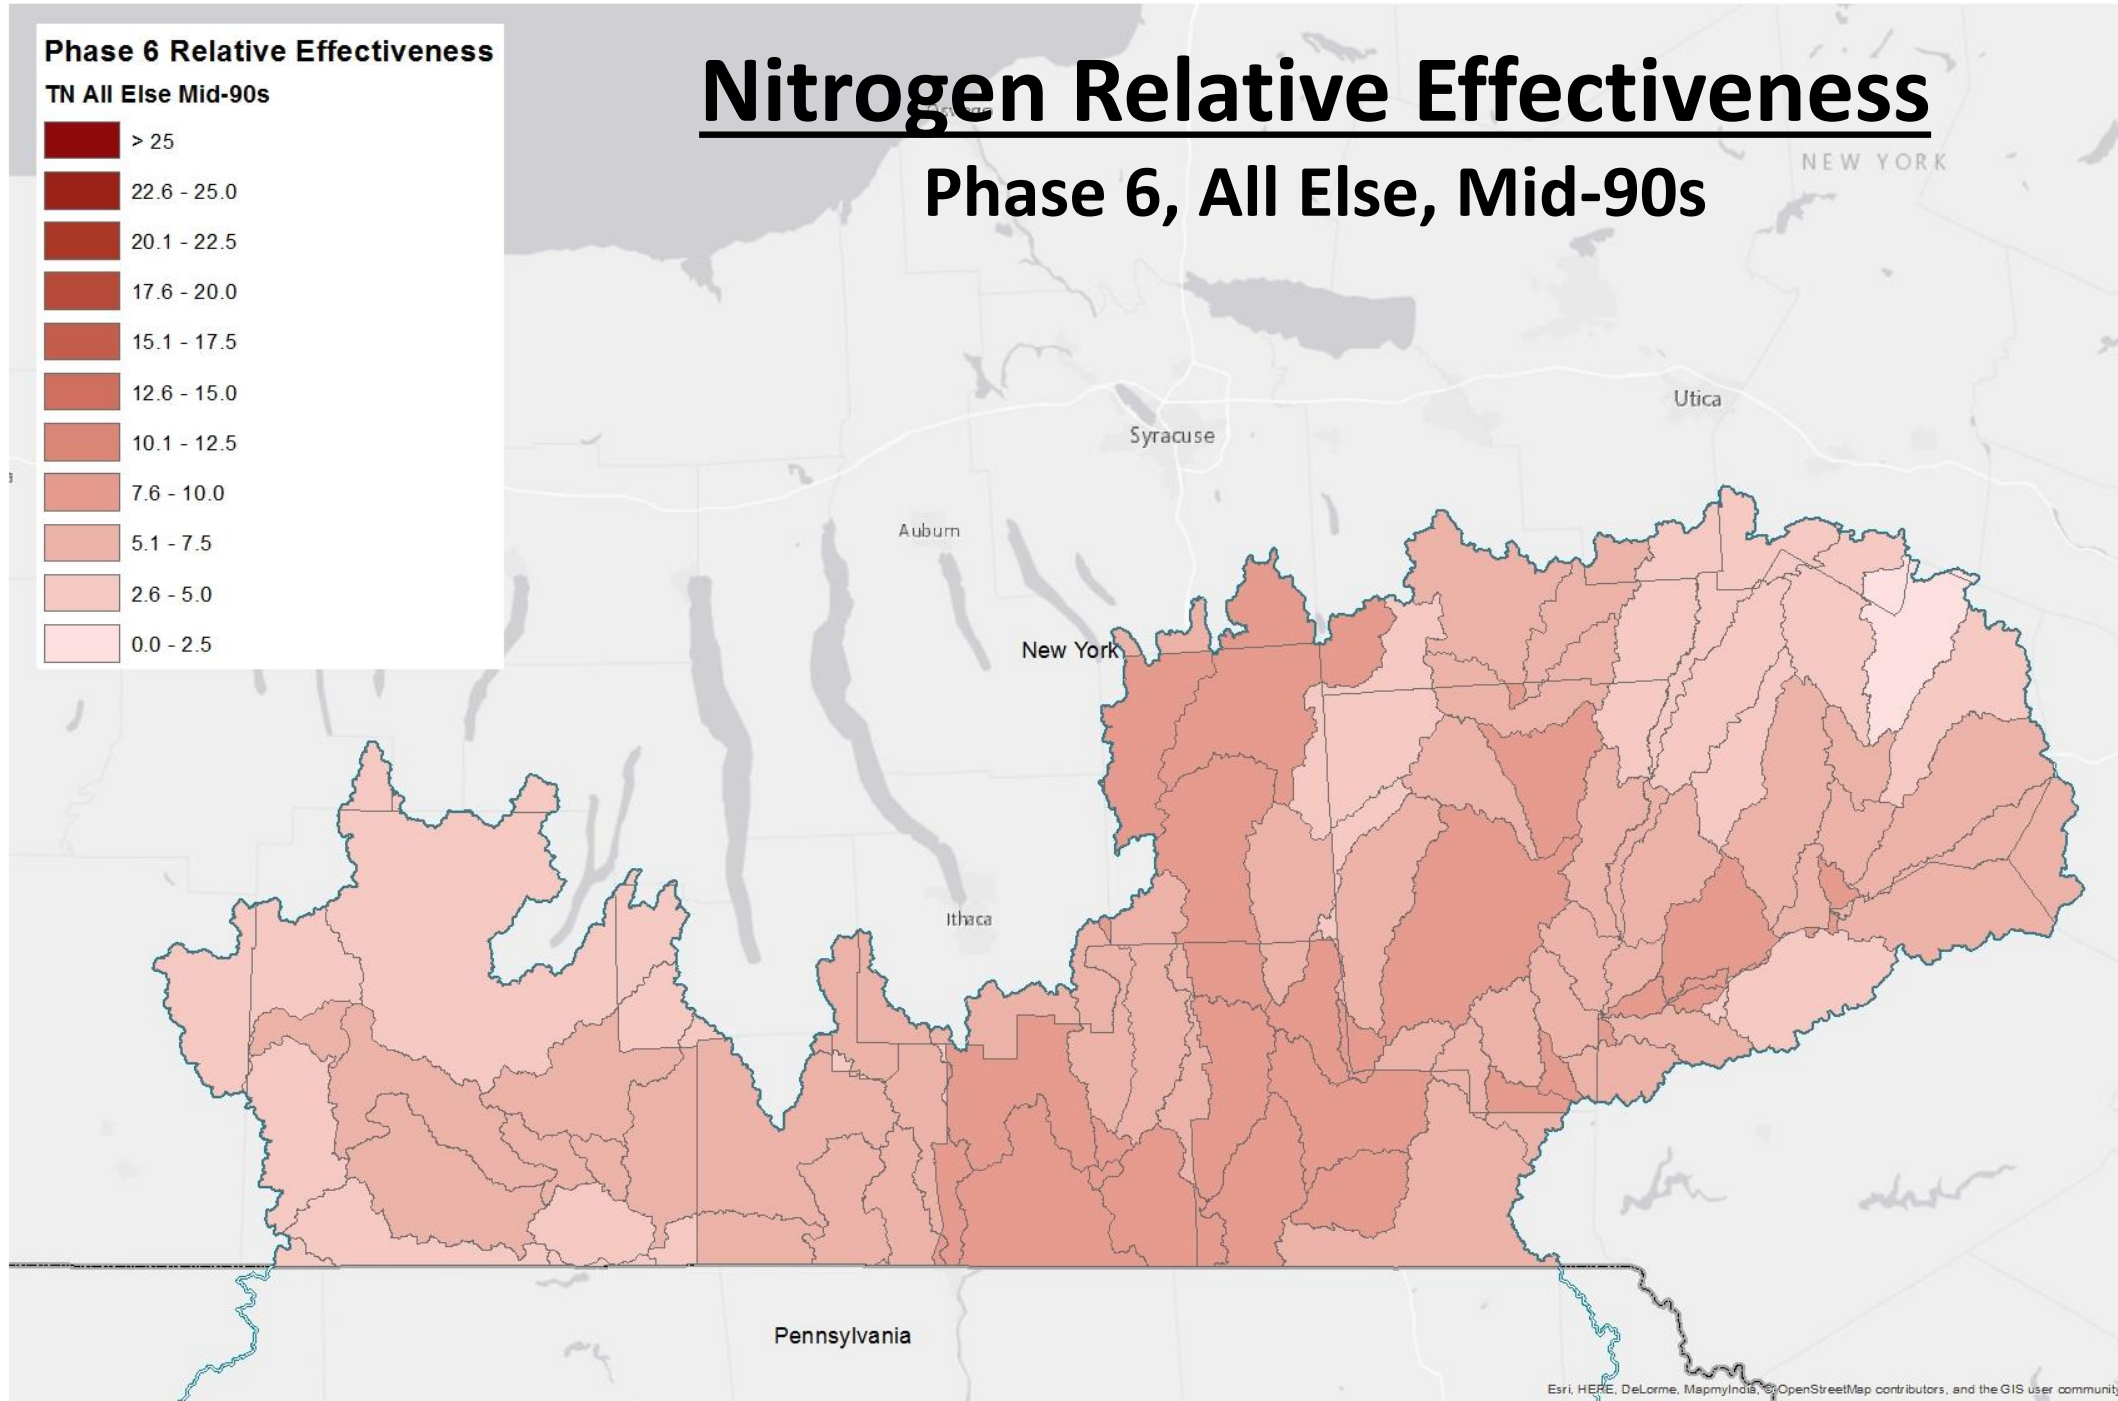 Phase 6 Relative Effectiveness
TN All Else Mid-90s
> 25
22.6 - 25.0
20.1 - 22.5
17.6 - 20.0
15.1 - 17.5
12.6 - 15.0
10.1 - 12.5
7.6 - 10.0
5.1 - 7.5
2.6 - 5.0
0.0 - 2.5
Nitrogen Relative Effectiveness
Phase 6, All Else, Mid-90s
Oswego
NEW YORK
Utica
Syracuse
Auburn
New York
Ithaca
Pennsylvania
Esri, HERE, DeLorme, MapmyIndia, © OpenStreetMap contributors, and the GIS user community